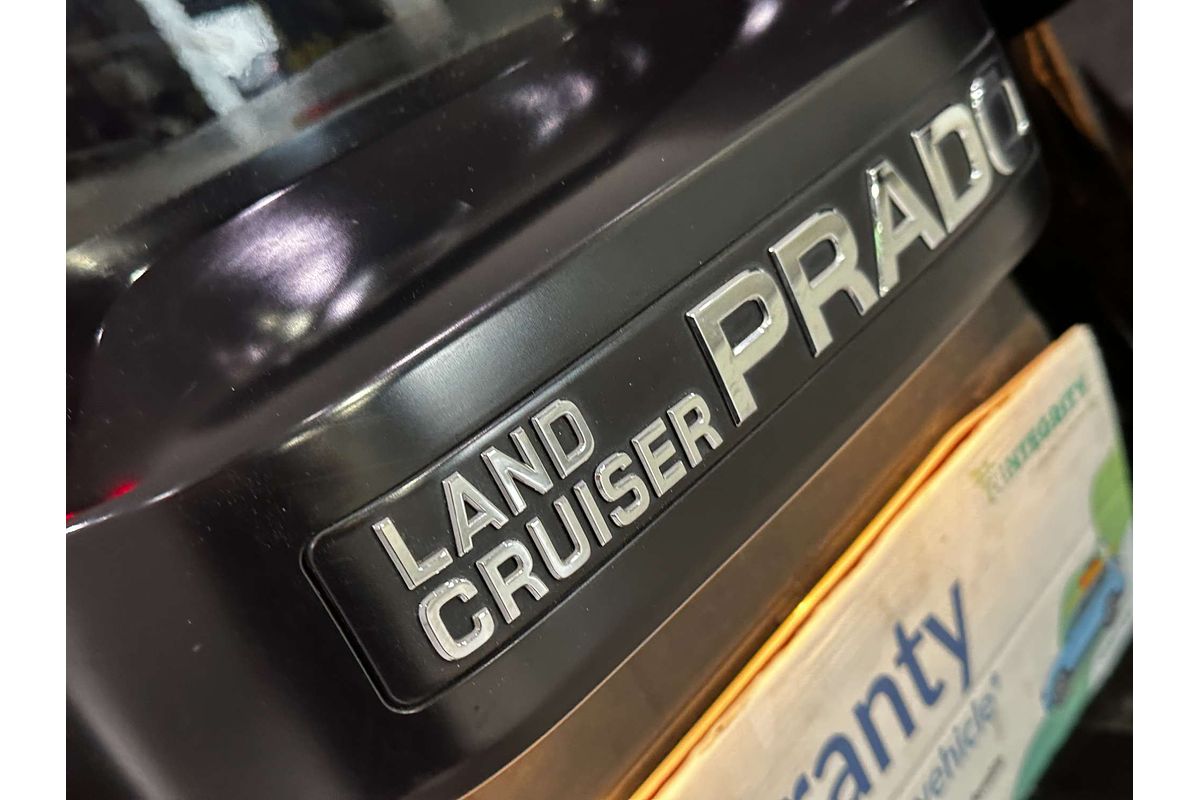 LAND
CRUISER
PRADO
INTEGRITY
ranty
vehicle*